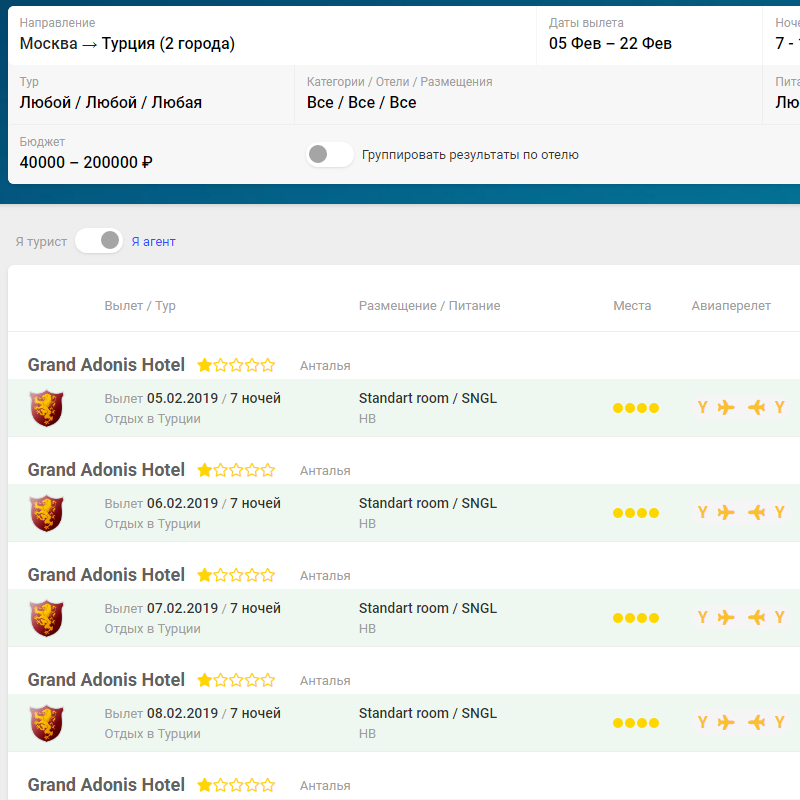 Направление
Москва → Турция (2 города)
Даты вылета
05 Фев – 22 Фев
7 -
Тур
Любой / Любой / Любая
Категории / Отели / Размещения
Все / Все / Все
Бюджет
40000 – 200000 ₽
Группировать результаты по отелю
Я турист
Я агент
Вылет / Тур
Размещение / Питание
Места
Авиаперелет
Grand Adonis Hotel
Анталья
Вылет 05.02.2019 / 7 ночей
Отдых в Турции
Standart room / SNGL
HB
Y Y
Grand Adonis Hotel
Анталья
Вылет 06.02.2019 / 7 ночей
Отдых в Турции
Standart room / SNGL
HB
Y Y
Grand Adonis Hotel
Анталья
Вылет 07.02.2019 / 7 ночей
Отдых в Турции
Standart room / SNGL
HB
Y Y
Grand Adonis Hotel
Анталья
Вылет 08.02.2019 / 7 ночей
Отдых в Турции
Standart room / SNGL
HB
Y Y
Grand Adonis Hotel
Анталья